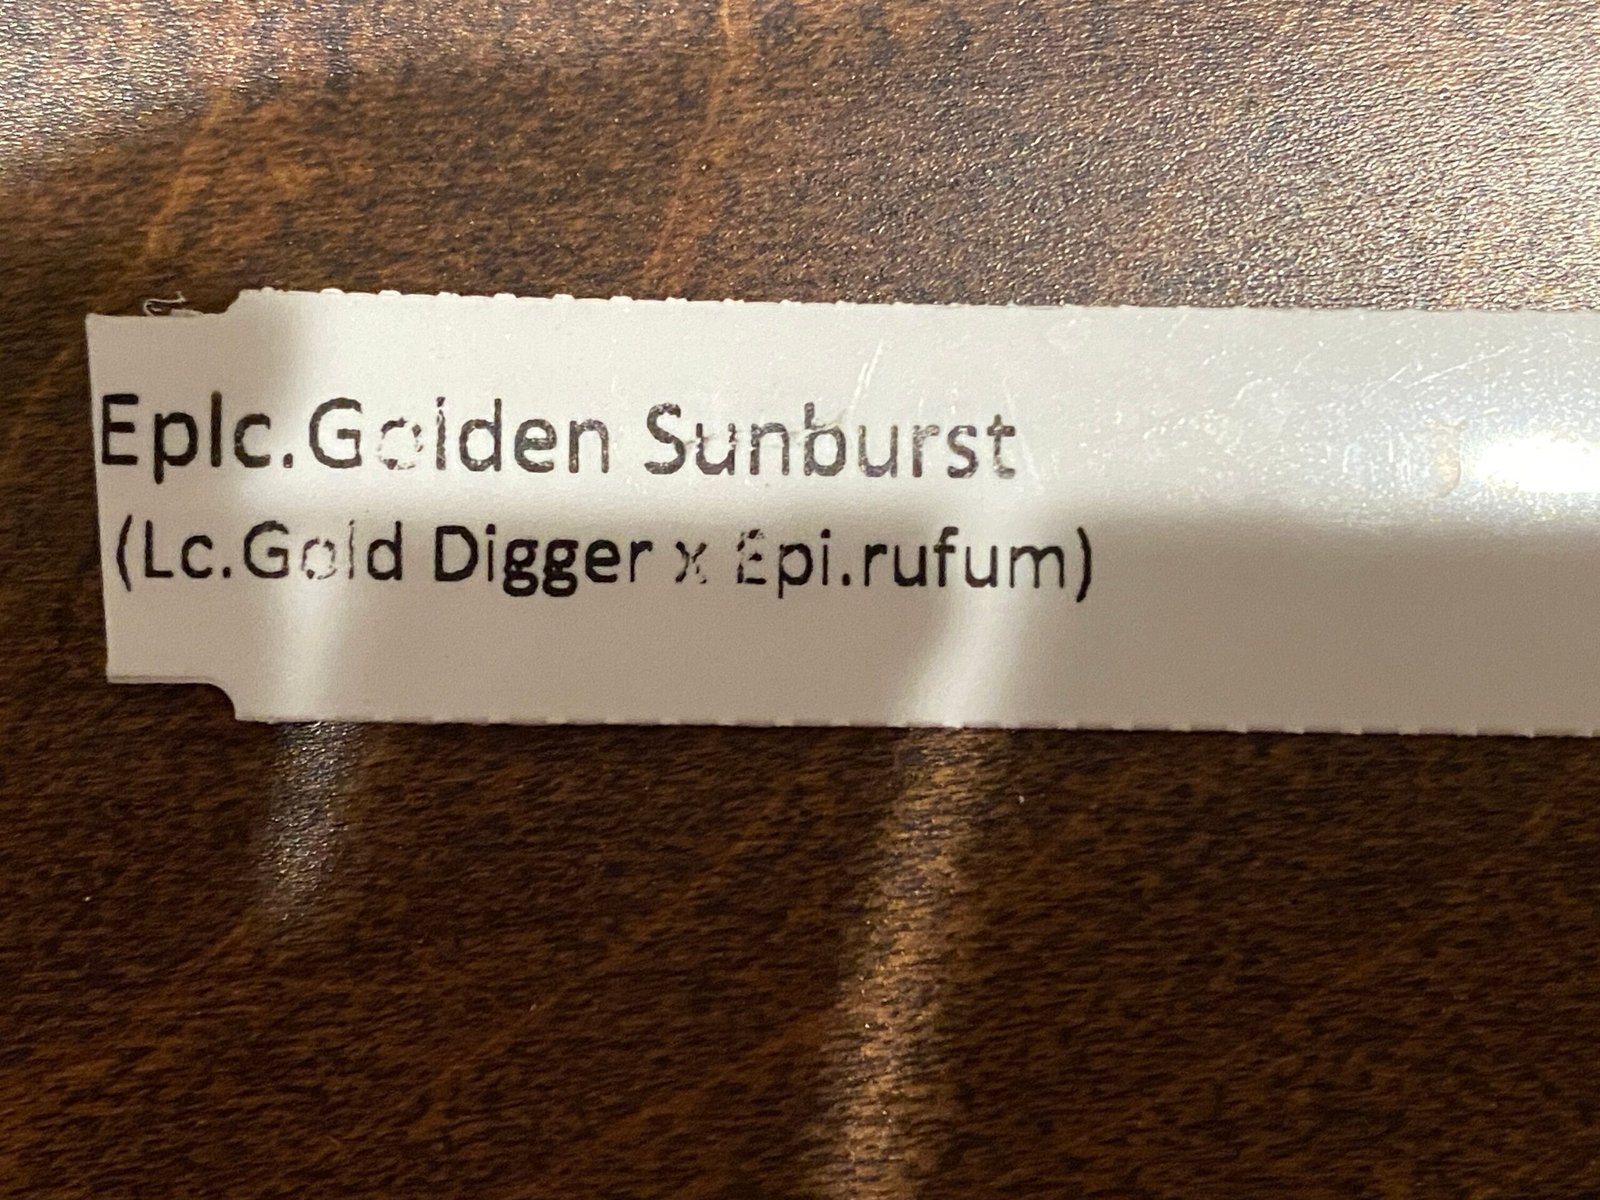 Eplc.Golden Sunburst
(Lc.Gold Digger x Epi.rufum)